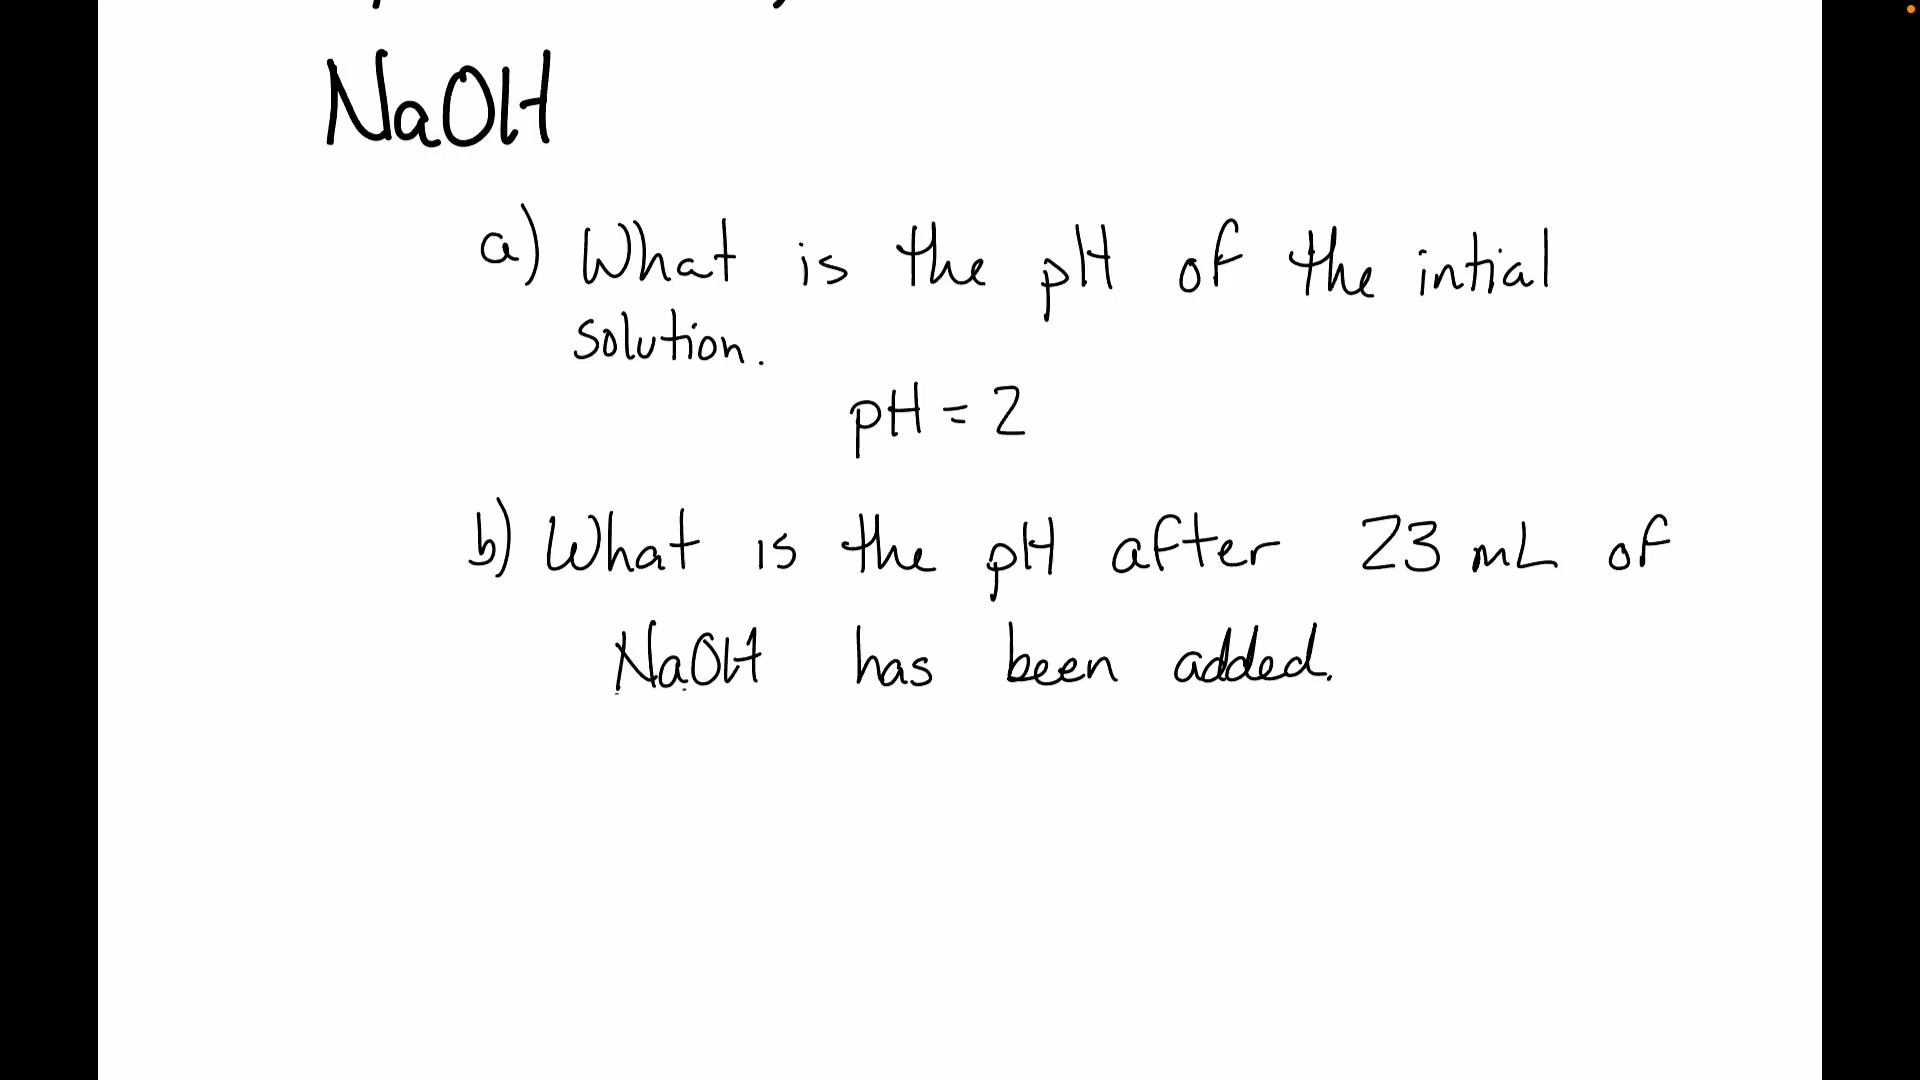 NaOH
a) What is the pH of the intial
solution.
pH = 2
b) What is the pH after 23 mL of
NaOH has been added.